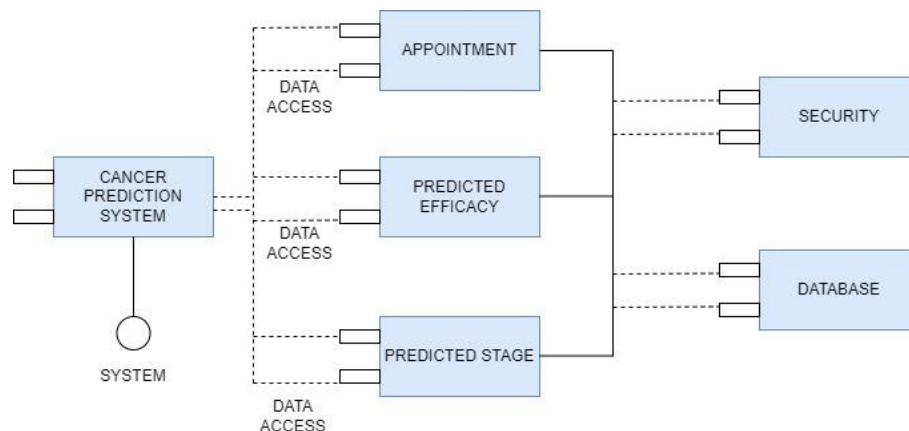 APPOINTMENT
DATA
ACCESS
SECURITY
CANCER
PREDICTION
SYSTEM
PREDICTED
EFFICACY
DATA
ACCESS
DATABASE
PREDICTED STAGE
SYSTEM
DATA
ACCESS